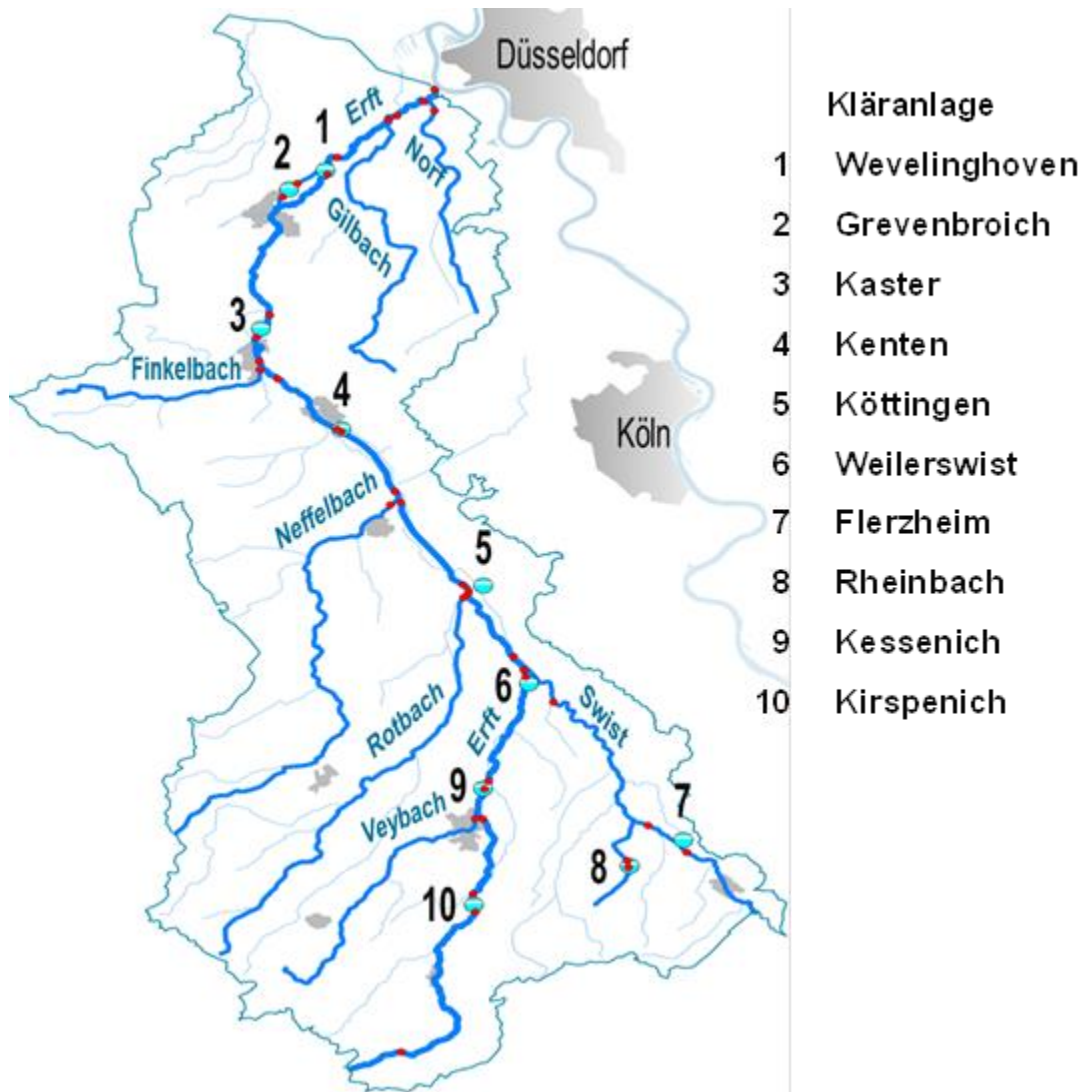 Düsseldorf
Erft
1
2
Norf
Gilbach
3
Finkelbach
4
Köln
Neffelbach
5
6
Swist
Rotbach
Erft
9
7
Veybach
8
10
Kläranlage
1 Wevelinghoven
2 Grevenbroich
3 Kaster
4 Kenten
5 Köttingen
6 Weilerswist
7 Flerzheim
8 Rheinbach
9 Kessenich
10 Kirspenich